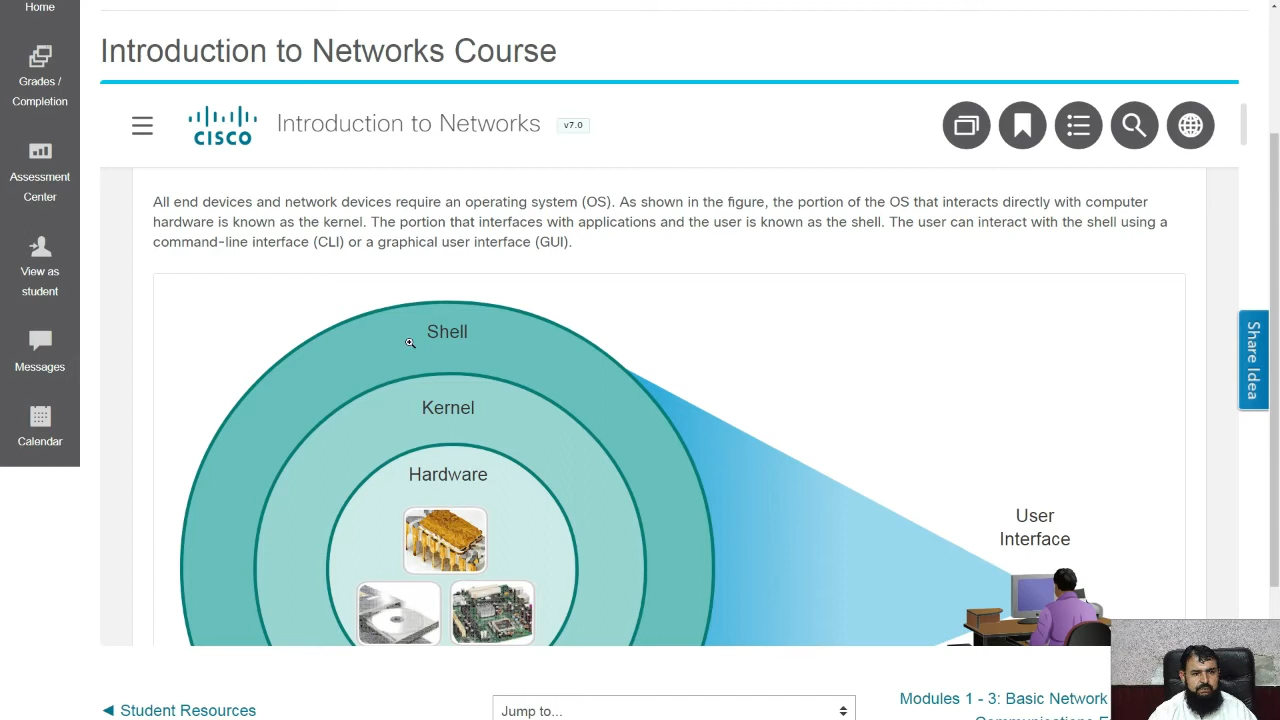 Home
Grades /
Completion
Assessment
Center
View as
student
Messages
Calendar
Introduction to Networks Course
CISCO
Introduction to Networks
v7.0
All end devices and network devices require an operating system (OS). As shown in the figure, the portion of the OS that interacts directly with computer
hardware is known as the kernel. The portion that interfaces with applications and the user is known as the shell. The user can interact with the shell using a
command-line interface (CLI) or a graphical user interface (GUI).
Shell
Kernel
Hardware
User
Interface
Share Idea
◄ Student Resources
Jump to...
Modules 1 - 3: Basic Network
Communications E